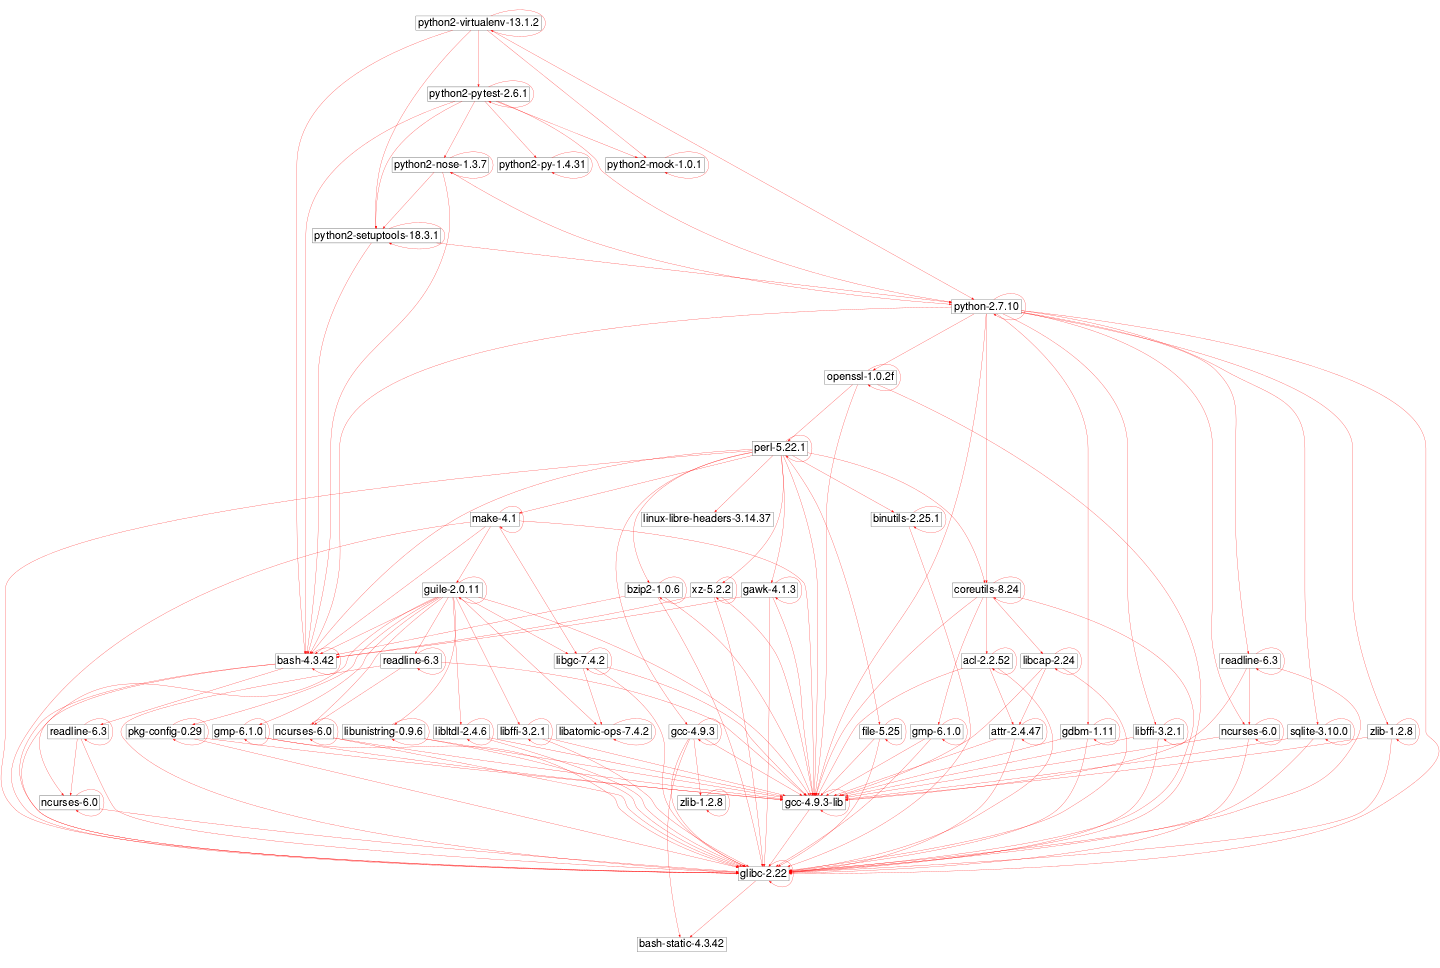 python2-virtualenv-13.1.2
python2-pytest-2.6.1
python2-nose-1.3.7
python2-py-1.4.31
python2-mock-1.0.1
python2-setuptools-18.3.1
python-2.7.10
openssl-1.0.2f
perl-5.22.1
make-4.1
linux-libre-headers-3.14.37
binutils-2.25.1
guile-2.0.11
bzip2-1.0.6
xz-5.2.2
gawk-4.1.3
coreutils-8.24
bash-4.3.42
readline-6.3
libgc-7.4.2
acl-2.2.52
libcap-2.24
readline-6.3
readline-6.3
pkg-config-0.29
gmp-6.1.0
ncurses-6.0
libunistring-0.9.6
libltdl-2.4.6
libffi-3.2.1
libatomic-ops-7.4.2
gcc-4.9.3
file-5.25
gmp-6.1.0
attr-2.4.47
gdbm-1.11
libffi-3.2.1
ncurses-6.0
sqlite-3.10.0
zlib-1.2.8
ncurses-6.0
zlib-1.2.8
gcc-4.9.3-lib
glibc-2.22
bash-static-4.3.42